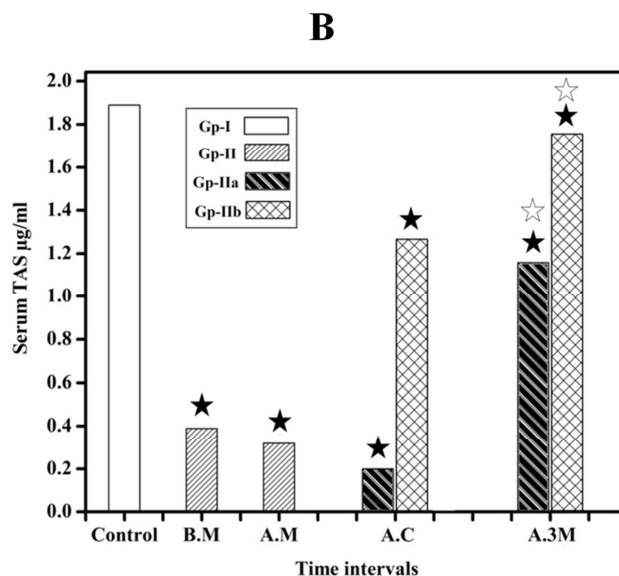 B
Serum TAS µg/ml
2.0
1.8
1.6
1.4
1.2
1.0
0.8
0.6
0.4
0.2
0.0
Gp-I
Gp-II
Gp-IIa
Gp-IIb
Control B.M A.M A.C A.3M
Time intervals